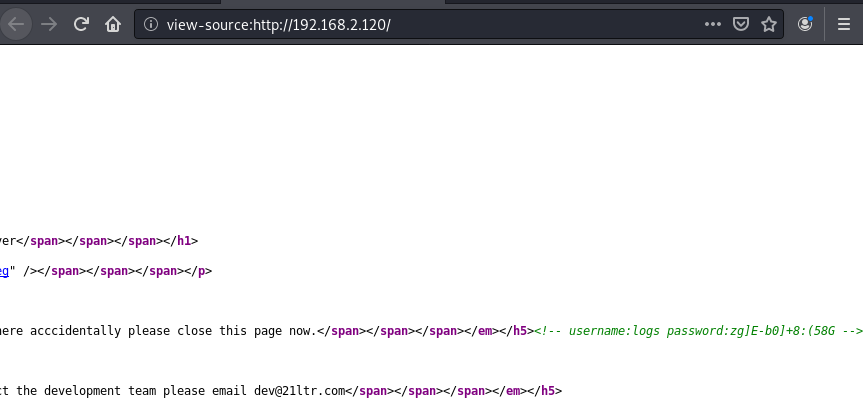 view-source:http://192.168.2.120/
ver</span></span></span></h1>
eg" /></span></span></span></p>
here acccidentally please close this page now.</span></span></span></em></h5><!-- username:logs password:zg]E-b0]+8:(58G -->
ct the development team please email dev@21ltr.com</span></span></span></em></h5>